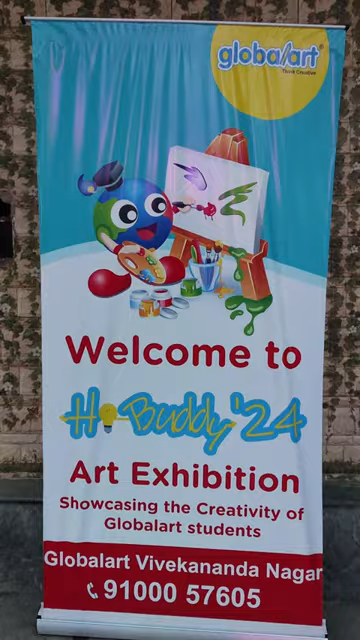 globalart
Think Creative
Welcome to
Hi Buddy '24
Art Exhibition
Showcasing the Creativity of
Globalart students
Globalart Vivekananda Nagar
91000 57605